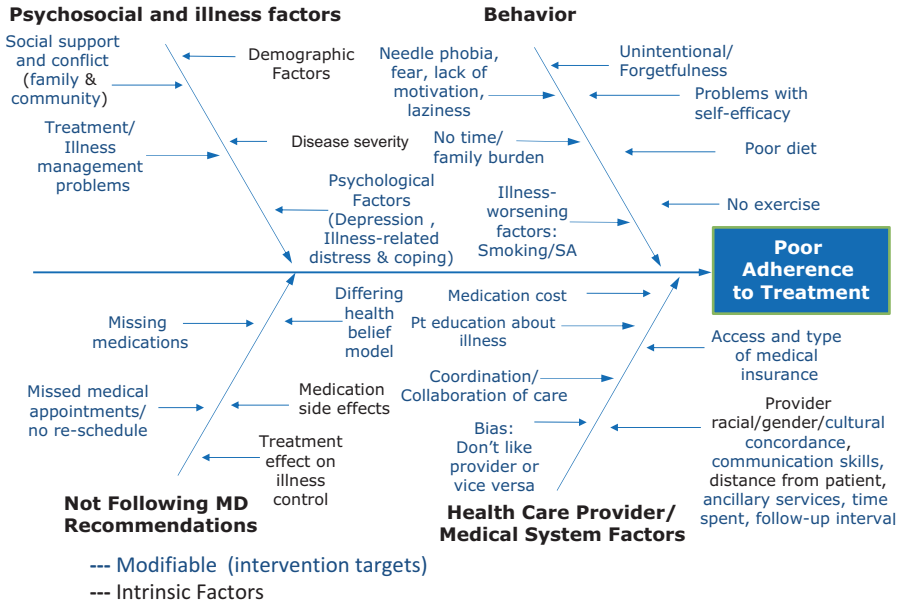 Psychosocial and illness factors
Behavior
Social support
and conflict
(family &
community)
Demographic
Factors
Treatment/
Illness
management
problems
Disease severity
Psychological
Factors
(Depression ,
Illness-related
distress & coping)
Needle phobia,
fear, lack of
motivation,
laziness
Unintentional/
Forgetfulness
Problems with
self-efficacy
No time/
family burden
Poor diet
Illness-
worsening
factors:
Smoking/SA
No exercise
Poor
Adherence
to Treatment
Missing
medications
Differing
health
belief
model
Missed medical
appointments/
no re-schedule
Medication
side effects
Treatment
effect on
illness
control
Not Following MD
Recommendations
Medication cost
Pt education about
illness
Access and type
of medical
insurance
Coordination/
Collaboration of care
Bias:
Don't like
provider or
vice versa
Provider
racial/gender/cultural
concordance,
communication skills,
distance from patient,
ancillary services, time
spent, follow-up interval
Health Care Provider/
Medical System Factors
--- Modifiable (intervention targets)
--- Intrinsic Factors